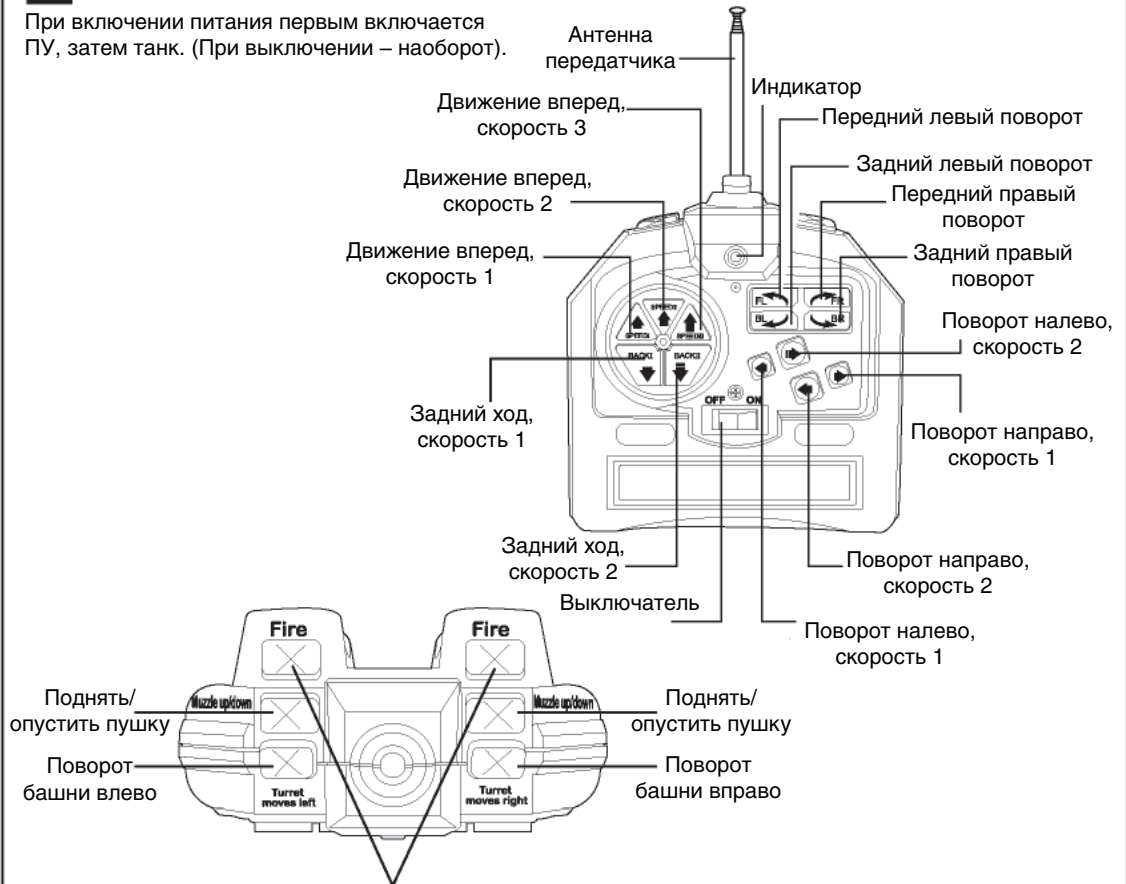 При включении питания первым включается
ПУ, затем танк. (При выключении – наоборот).
Антенна
передатчика
Индикатор
Движение вперед,
скорость 3
Передний левый поворот
Задний левый поворот
Движение вперед,
скорость 2
Передний правый
поворот
Движение вперед,
скорость 1
Задний правый
поворот
FL
FR
BL
BR
SPEEDII
SPEEDI
SPEEDIII
BACKI
BACKII
Поворот налево,
скорость 2
OFF
ON
Задний ход,
скорость 1
Поворот направо,
скорость 1
Задний ход,
скорость 2
Поворот направо,
скорость 2
Выключатель
Поворот налево,
скорость 1
Fire
Fire
Поднять/
опустить пушку
Muzzle up/down
Muzzle up/down
Поднять/
опустить пушку
Поворот
башни влево
Поворот
башни вправо
Turret
moves left
Turret
moves right